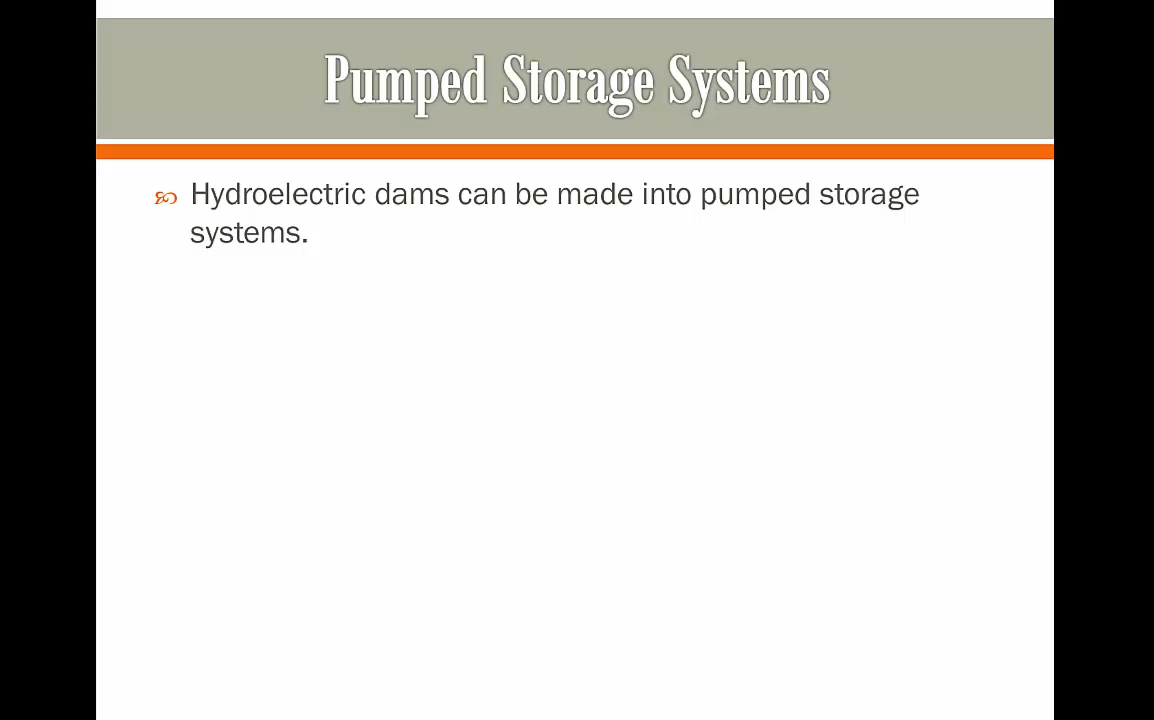 Pumped Storage Systems
Hydroelectric dams can be made into pumped storage
systems.